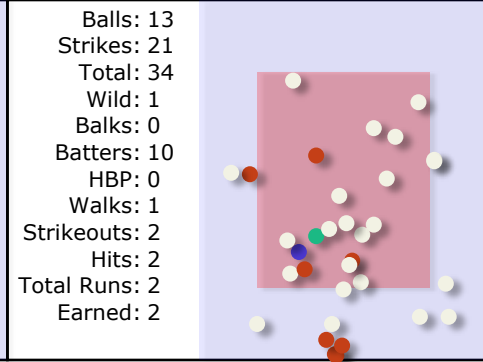 Balls: 13
Strikes: 21
Total: 34
Wild: 1
Balks: 0
Batters: 10
HBP: 0
Walks: 1
Strikeouts: 2
Hits: 2
Total Runs: 2
Earned: 2